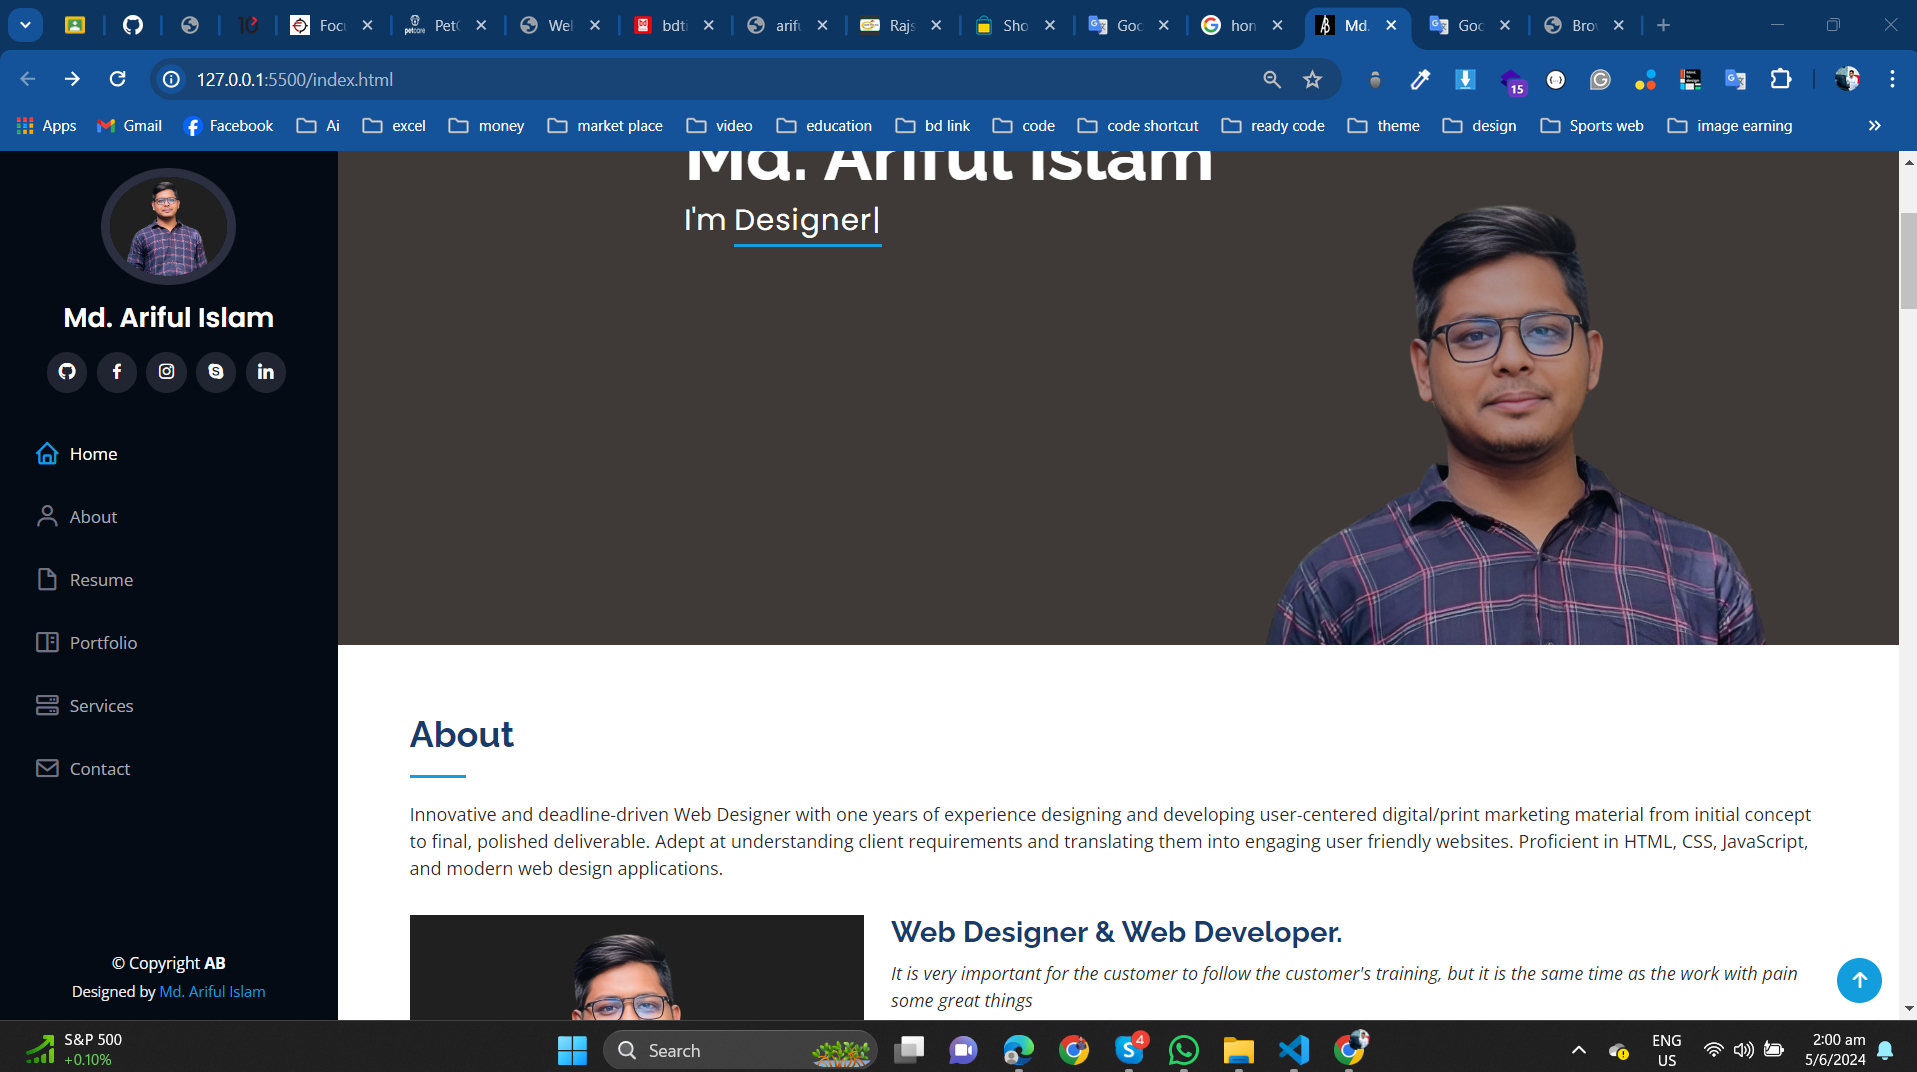 Foc
Pet
Wel
bdti
arifu
Rajs
Sho
Goo
hon
Md.
Goo
Bro
127.0.0.1:5500/index.html
15
Apps
Gmail
Facebook
Ai
excel
money
market place
video
education
bd link
code
code shortcut
ready code
theme
design
Sports web
image earning
Md. Ariful Islam
Home
About
Resume
Portfolio
Services
Contact
© Copyright AB
Designed by Md. Ariful Islam
Md. Ariful Islam
I'm Designer|
About
Innovative and deadline-driven Web Designer with one years of experience designing and developing user-centered digital/print marketing material from initial concept
to final, polished deliverable. Adept at understanding client requirements and translating them into engaging user friendly websites. Proficient in HTML, CSS, JavaScript,
and modern web design applications.
Web Designer & Web Developer.
It is very important for the customer to follow the customer's training, but it is the same time as the work with pain
some great things
S&P 500
+0.10%
Search
4
ENG
US
2:00 am
5/6/2024